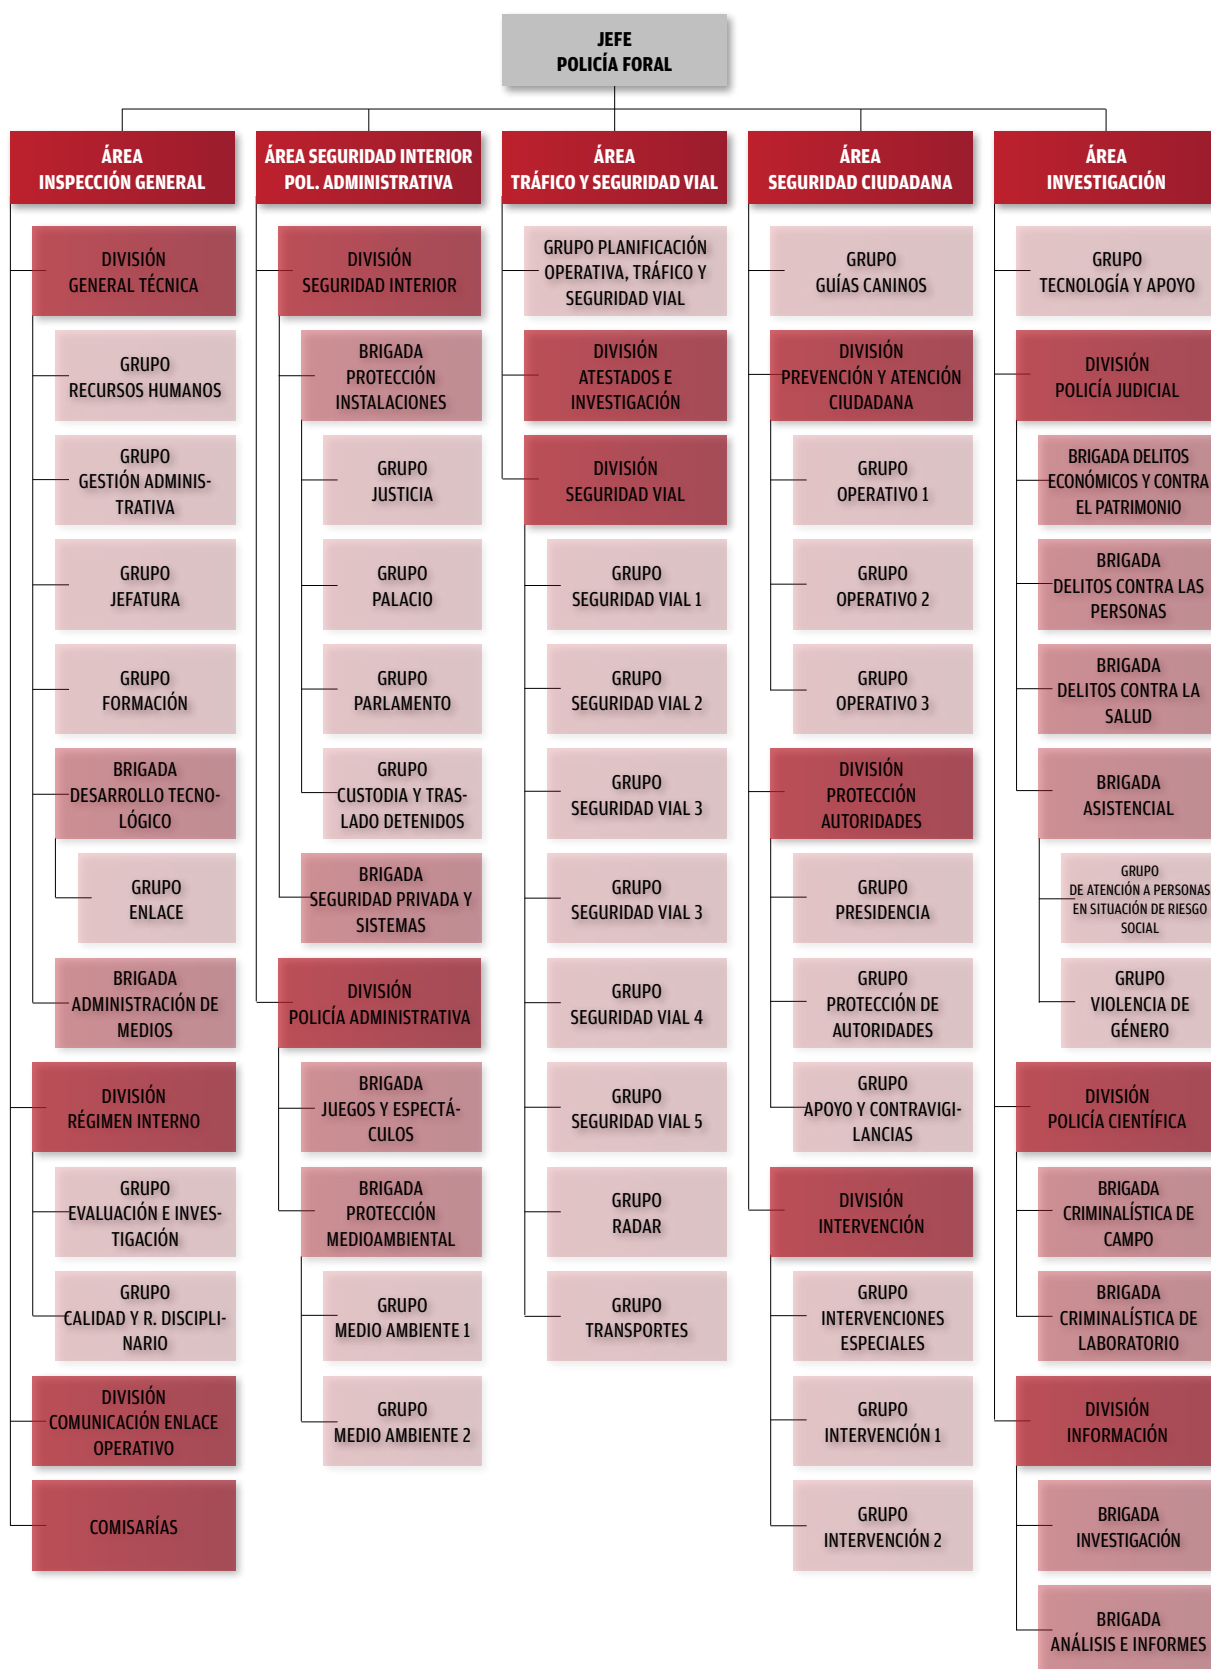 JEFE
POLICÍA FORAL
ÁREA
INSPECCIÓN GENERAL
DIVISIÓN
GENERAL TÉCNICA
GRUPO
RECURSOS HUMANOS
GRUPO
GESTIÓN ADMINIS-
TRATIVA
GRUPO
JEFATURA
GRUPO
FORMACIÓN
BRIGADA
DESARROLLO TECNO-
LÓGICO
GRUPO
ENLACE
BRIGADA
ADMINISTRACIÓN DE
MEDIOS
DIVISIÓN
RÉGIMEN INTERNO
GRUPO
EVALUACIÓN E INVES-
TIGACIÓN
GRUPO
CALIDAD Y R. DISCIPLI-
NARIO
DIVISIÓN
COMUNICACIÓN ENLACE
OPERATIVO
COMISARÍAS
ÁREA SEGURIDAD INTERIOR
POL. ADMINISTRATIVA
DIVISIÓN
SEGURIDAD INTERIOR
BRIGADA
PROTECCIÓN
INSTALACIONES
GRUPO
JUSTICIA
GRUPO
PALACIO
GRUPO
PARLAMENTO
GRUPO
CUSTODIA Y TRAS-
LADO DETENIDOS
BRIGADA
SEGURIDAD PRIVADA Y
SISTEMAS
DIVISIÓN
POLICÍA ADMINISTRATIVA
BRIGADA
JUEGOS Y ESPECTÁ-
CULOS
BRIGADA
PROTECCIÓN
MEDIOAMBIENTAL
GRUPO
MEDIO AMBIENTE 1
GRUPO
MEDIO AMBIENTE 2
ÁREA
TRÁFICO Y SEGURIDAD VIAL
GRUPO PLANIFICACIÓN
OPERATIVA, TRÁFICO Y
SEGURIDAD VIAL
DIVISIÓN
ATESTADOS E
INVESTIGACIÓN
DIVISIÓN
SEGURIDAD VIAL
GRUPO
SEGURIDAD VIAL 1
GRUPO
SEGURIDAD VIAL 2
GRUPO
SEGURIDAD VIAL 3
GRUPO
SEGURIDAD VIAL 3
GRUPO
SEGURIDAD VIAL 4
GRUPO
SEGURIDAD VIAL 5
GRUPO
RADAR
GRUPO
TRANSPORTES
ÁREA
SEGURIDAD CIUDADANA
GRUPO
GUÍAS CANINOS
DIVISIÓN
PREVENCIÓN Y ATENCIÓN
CIUDADANA
GRUPO
OPERATIVO 1
GRUPO
OPERATIVO 2
GRUPO
OPERATIVO 3
DIVISIÓN
PROTECCIÓN
AUTORIDADES
GRUPO
PRESIDENCIA
GRUPO
PROTECCIÓN DE
AUTORIDADES
GRUPO
APOYO Y CONTRAVIGI-
LANCIAS
DIVISIÓN
INTERVENCIÓN
GRUPO
INTERVENCIONES
ESPECIALES
GRUPO
INTERVENCIÓN 1
GRUPO
INTERVENCIÓN 2
ÁREA
INVESTIGACIÓN
GRUPO
TECNOLOGÍA Y APOYO
DIVISIÓN
POLICÍA JUDICIAL
BRIGADA DELITOS
ECONÓMICOS Y CONTRA
EL PATRIMONIO
BRIGADA
DELITOS CONTRA LAS
PERSONAS
BRIGADA
DELITOS CONTRA LA
SALUD
BRIGADA
ASISTENCIAL
GRUPO
DE ATENCIÓN A PERSONAS
EN SITUACIÓN DE RIESGO
SOCIAL
GRUPO
VIOLENCIA DE
GÉNERO
DIVISIÓN
POLICÍA CIENTÍFICA
BRIGADA
CRIMINALÍSTICA DE
CAMPO
BRIGADA
CRIMINALÍSTICA DE
LABORATORIO
DIVISIÓN
INFORMACIÓN
BRIGADA
INVESTIGACIÓN
BRIGADA
ANÁLISIS E INFORMES